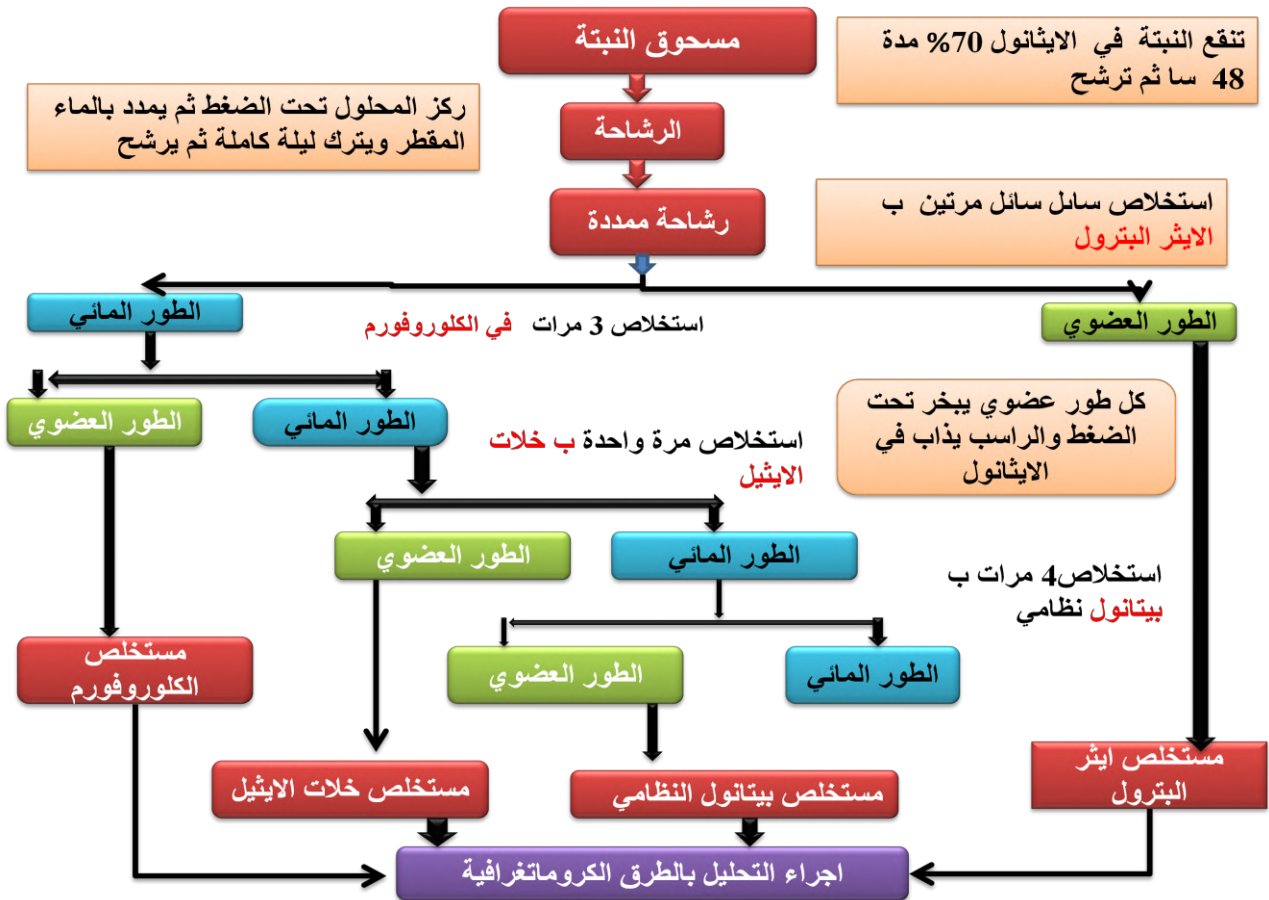 مسحوق النبتة
تنقع النبتة في الايثانول 70% مدة
48 سا ثم ترشح
ركز المحلول تحت الضغط ثم يمدد بالماء
المقطر ويترك ليلة كاملة ثم يرشح
الرشاحة
رشاحة ممددة
استخلاص سائل سائل مرتين ب
الايثر البترول
الطور المائي
استخلاص 3 مرات في الكلوروفورم
الطور العضوي
الطور العضوي
الطور المائي
كل طور عضوي يبخر تحت
الضغط والراسب يذاب في
الايثانول
استخلاص مرة واحدة ب خلات
الايثيل
الطور العضوي
الطور المائي
استخلاص4 مرات ب
بيتانول نظامي
مستخلص
الكلوروفورم
الطور العضوي
الطور المائي
مستخلص ايثر
البترول
مستخلص خلات الايثيل
مستخلص بيتانول النظامي
اجراء التحليل بالطرق الكروماتغرافية